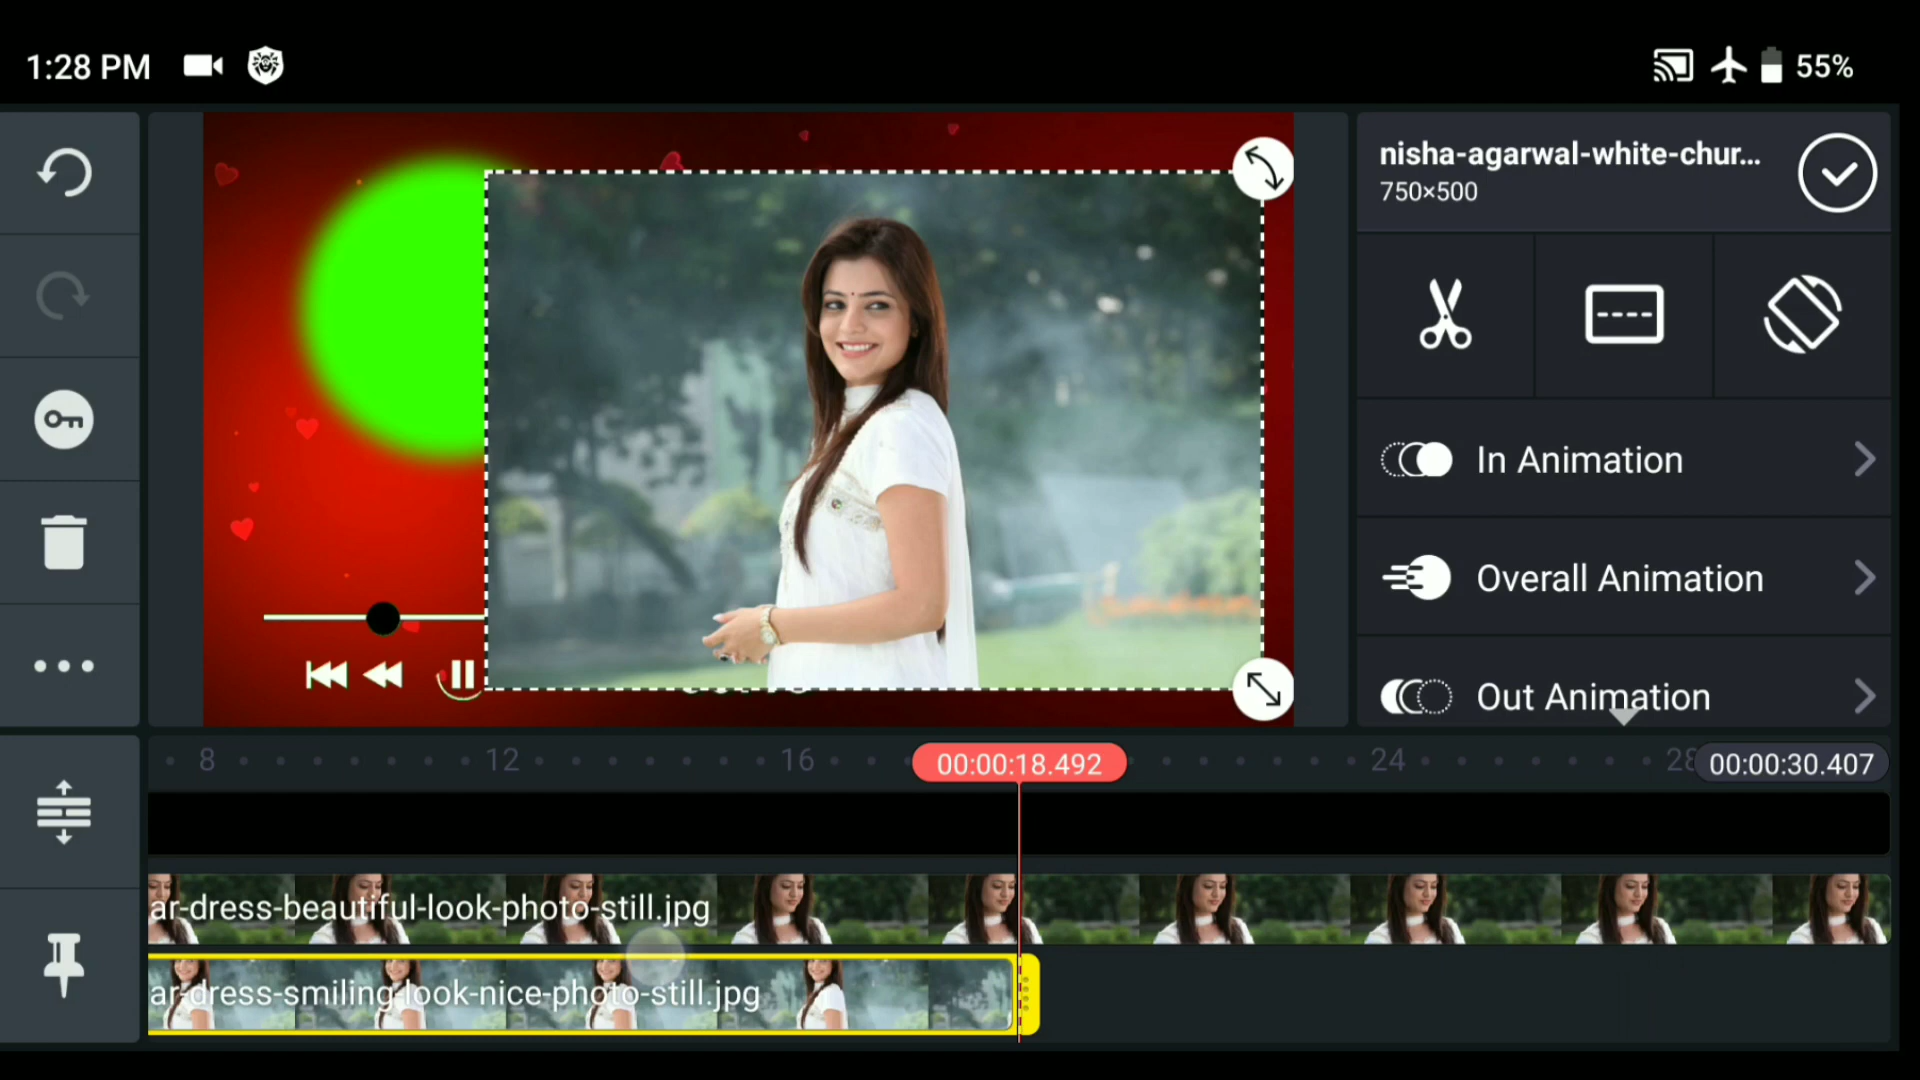 1:28 PM
55%
nisha-agarwal-white-chur...
750×500
In Animation
Overall Animation
Out Animation
8
12
16
00:00:18.492
24
28
00:00:30.407
ar-dress-beautiful-look-photo-still.jpg
ar-dress-smiling-look-nice-photo-still.jpg